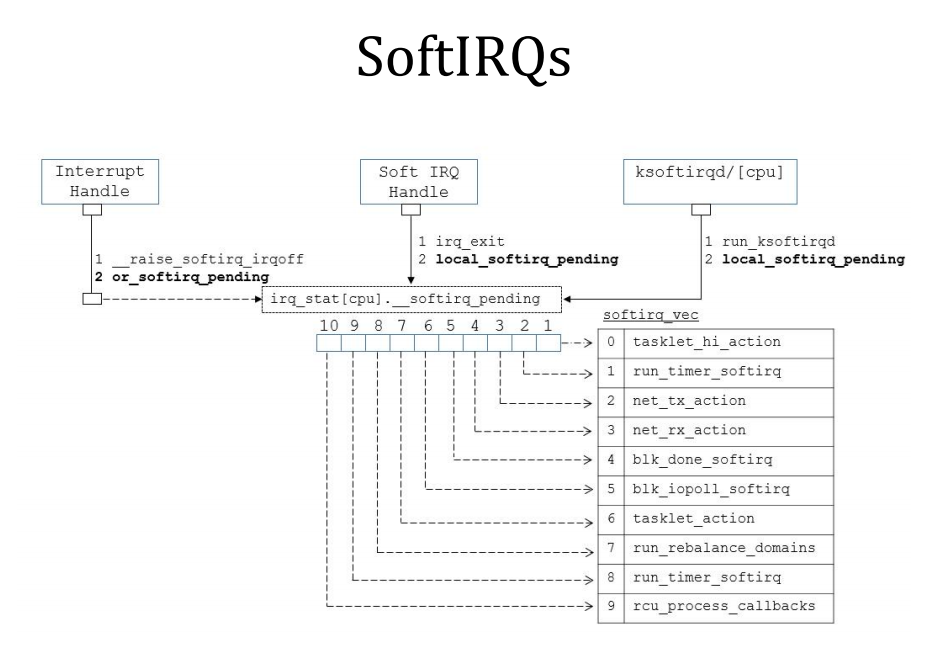 SoftIRQs
Interrupt
Handle
Soft IRQ
Handle
ksoftirqd/[cpu]
1 __raise_softirq_irqoff
2 or_softirq_pending
1 irq_exit
2 local_softirq_pending
1 run_ksoftirqd
2 local_softirq_pending
irq_stat[cpu].__softirq_pending
10 9 8 7 6 5 4 3 2 1
softirq_vec
0 tasklet_hi_action
1 run_timer_softirq
2 net_tx_action
3 net_rx_action
4 blk_done_softirq
5 blk_iopoll_softirq
6 tasklet_action
7 run_rebalance_domains
8 run_timer_softirq
9 rcu_process_callbacks